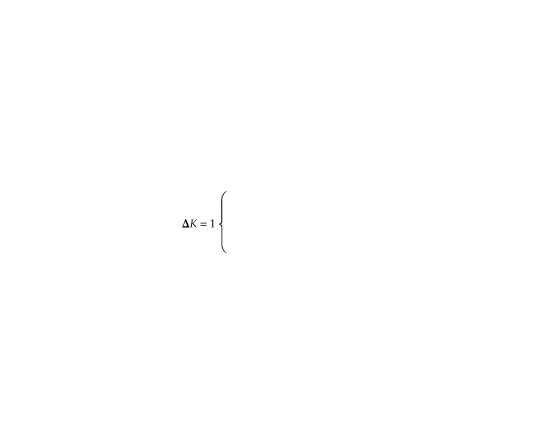 ΔK = 1 {